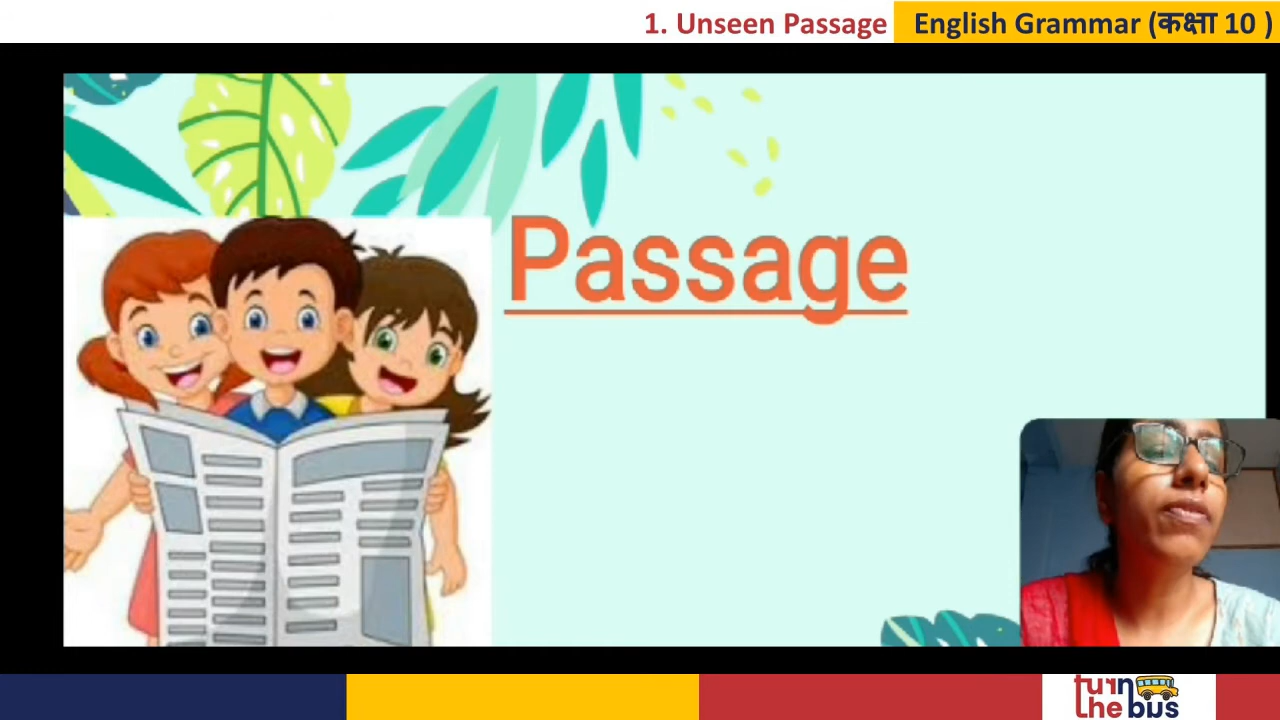 1. Unseen Passage English Grammar (कक्षा 10 )
Passage
turn
the bus